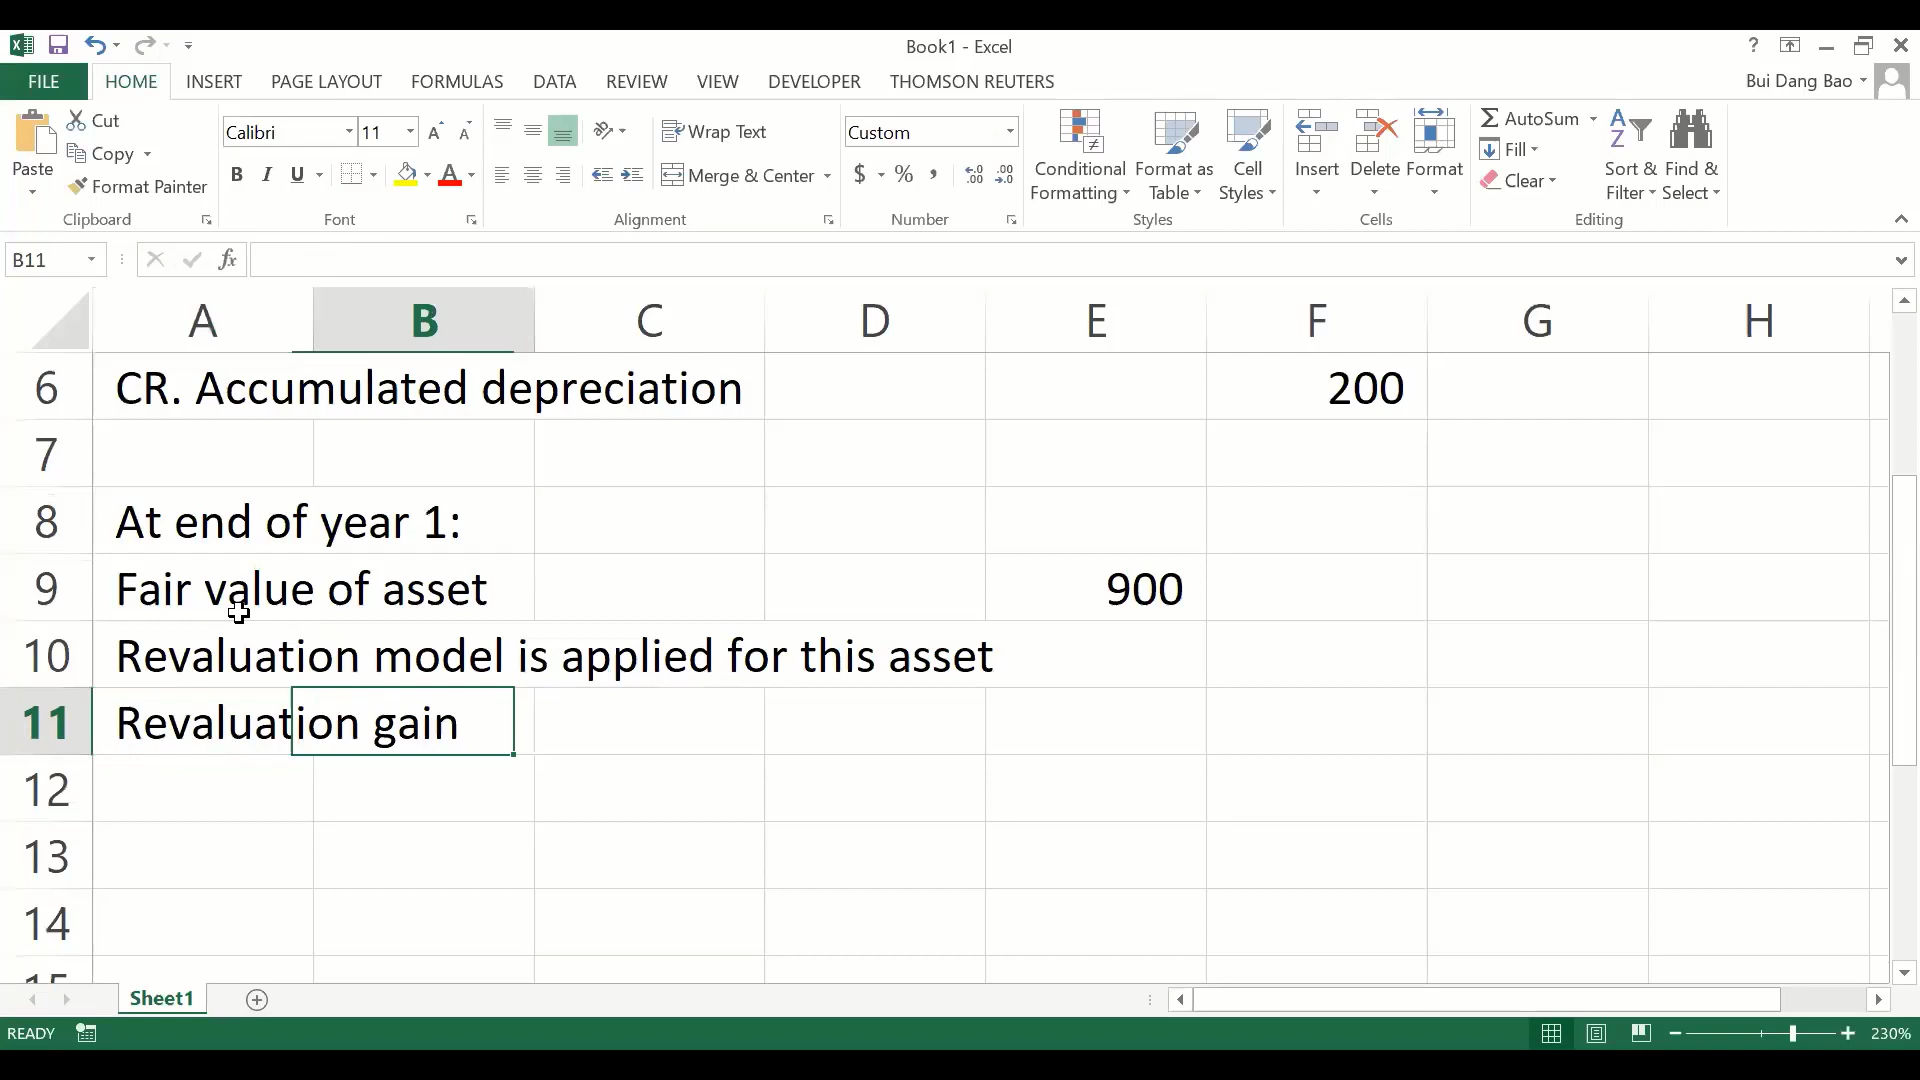 Book1 - Excel
?
FILE HOME INSERT PAGE LAYOUT FORMULAS DATA REVIEW VIEW DEVELOPER THOMSON REUTERS
Bui Dang Bao
Paste
Cut
Copy
Format Painter
Clipboard
Calibri 11
B I U
Font
Wrap Text
Merge & Center
Alignment
Custom
$ % ,
Number
Conditional Formatting
Format as Table
Cell Styles
Styles
Insert Delete Format
Cells
AutoSum
Fill
Clear
Sort & Filter
Find & Select
Editing
B11 fx
A B C D E F G H
6 CR. Accumulated depreciation 200
7
8 At end of year 1:
9 Fair value of asset 900
10 Revaluation model is applied for this asset
11 Revaluation gain
12
13
14
Sheet1
READY
230%